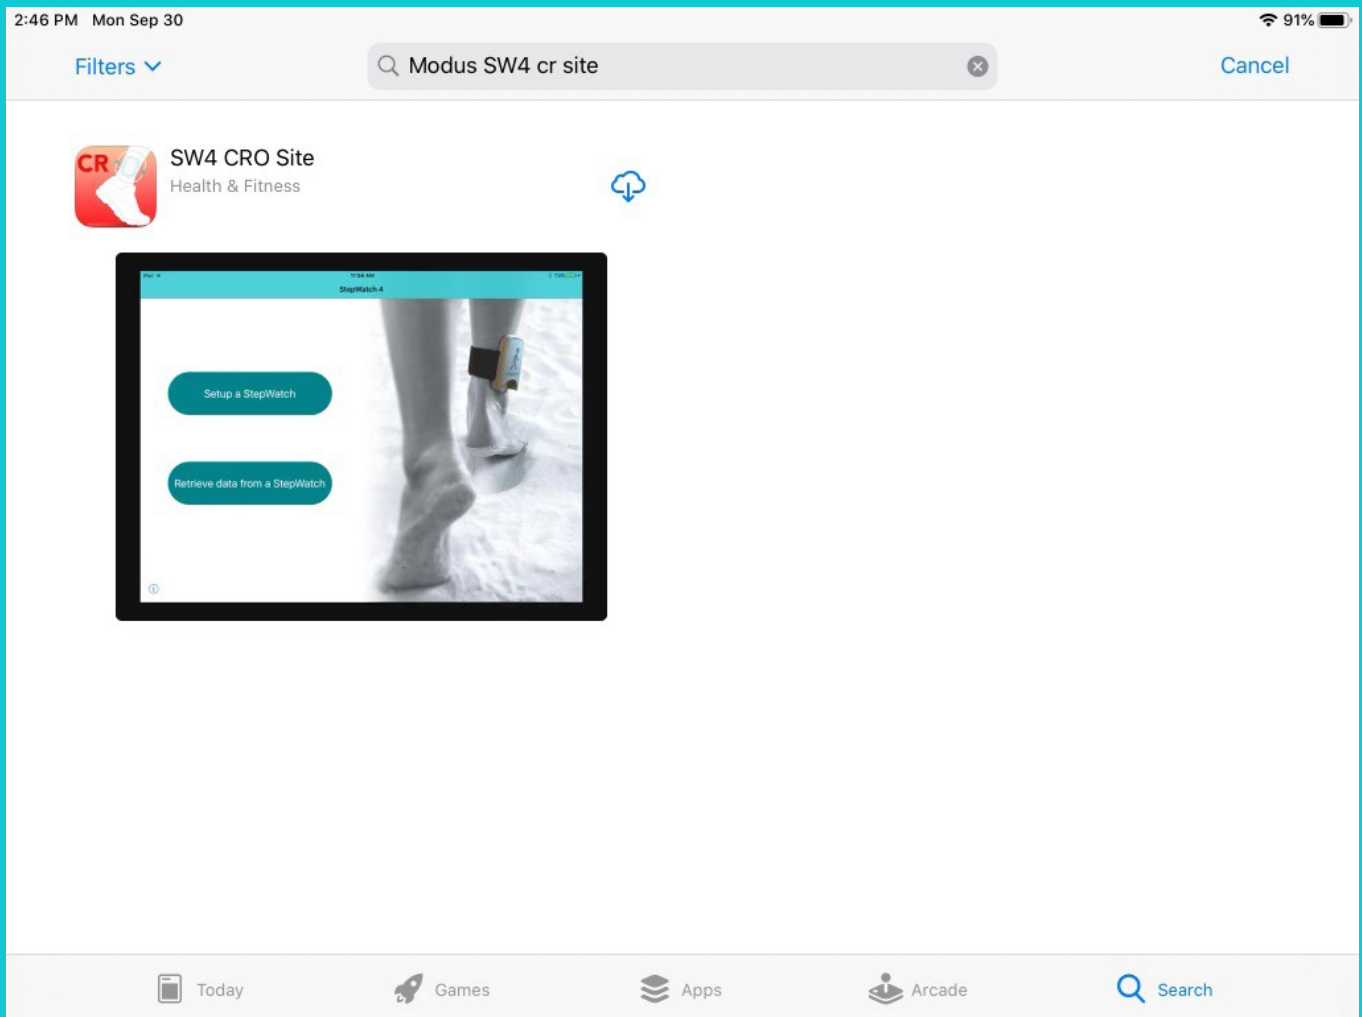 2:46 PM Mon Sep 30
91%
Filters
Modus SW4 cr site
Cancel
CR
SW4 CRO Site
Health & Fitness
StepWatch 4
Setup a StepWatch
Retrieve data from a StepWatch
Today
Games
Apps
Arcade
Search